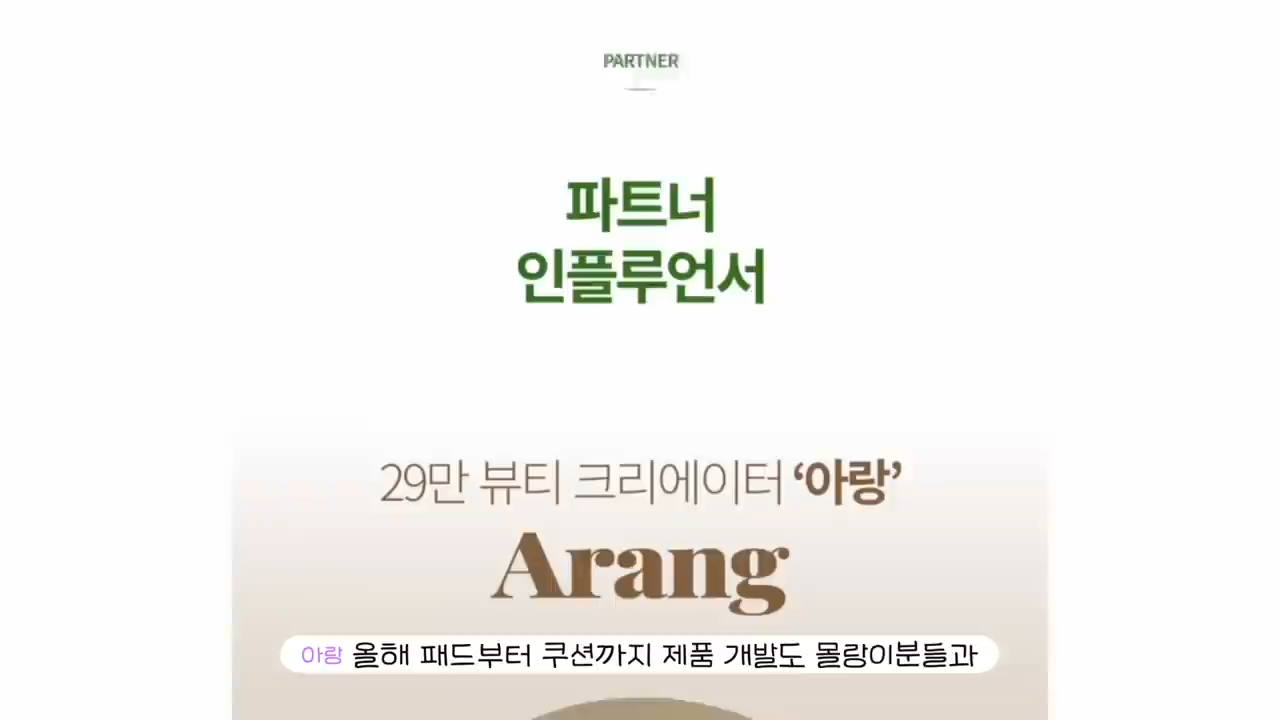 PARTNER
파트너
인플루언서
29만 뷰티 크리에이터 ‘아랑’
Arang
아랑 올해 패드부터 쿠션까지 제품 개발도 몰랑이분들과